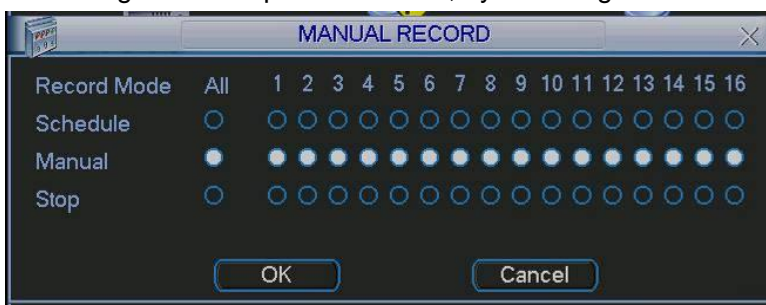 MANUAL RECORD
Record Mode All 1 2 3 4 5 6 7 8 9 10 11 12 13 14 15 16
Schedule
Manual
Stop
OK Cancel